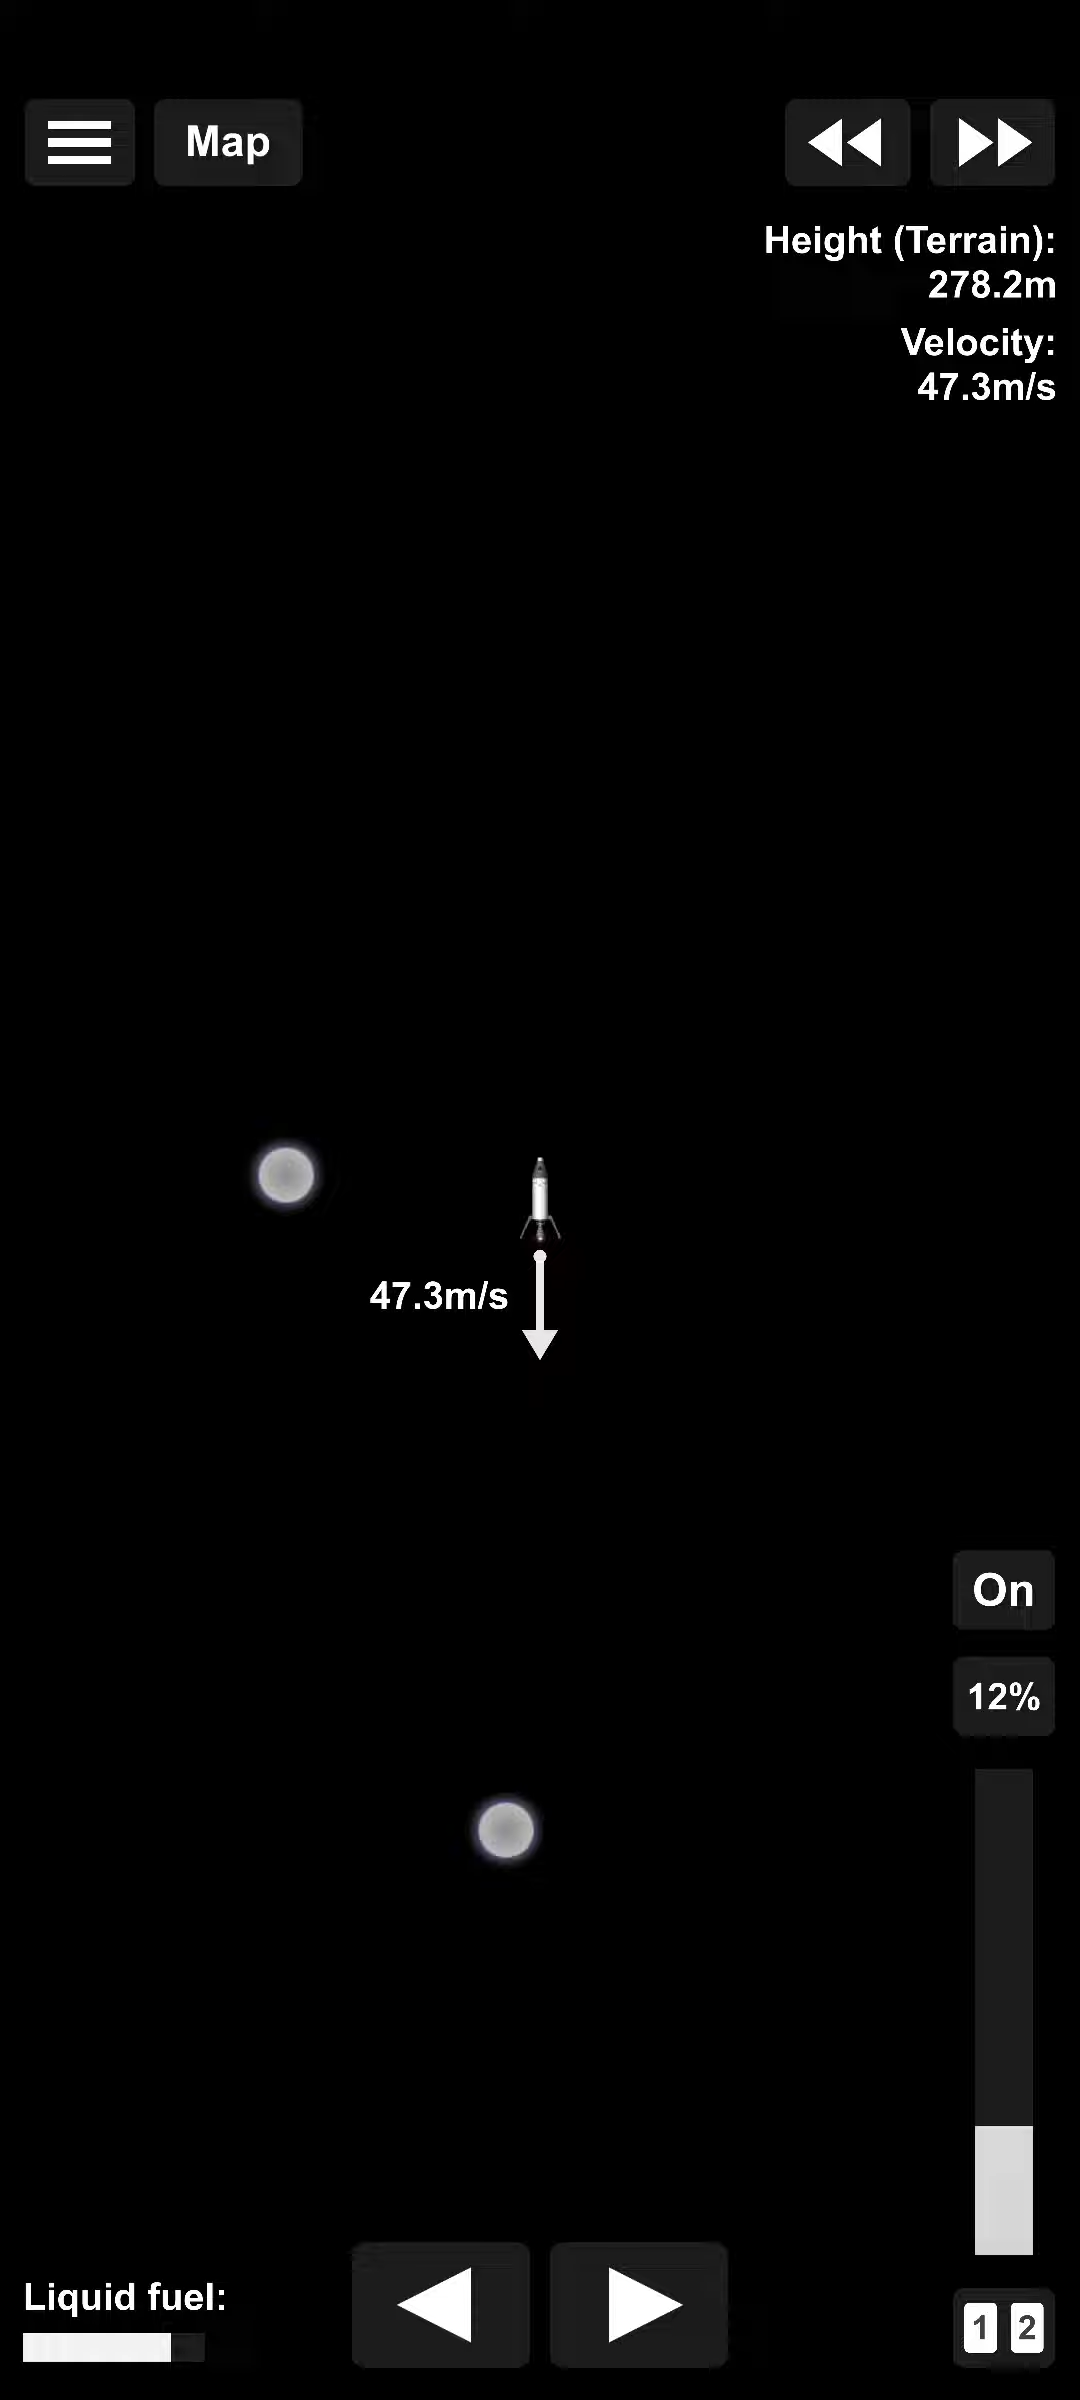 Map
Height (Terrain):
278.2m
Velocity:
47.3m/s
47.3m/s
On
12%
Liquid fuel:
1 2